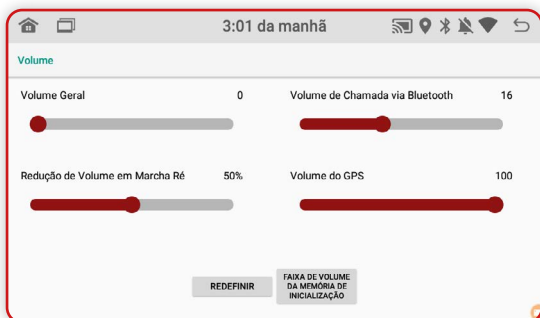 3:01 da manhã
Volume
Volume Geral 0
Volume de Chamada via Bluetooth 16
Redução de Volume em Marcha Ré 50%
Volume do GPS 100
REDEFINIR
FAIXA DE VOLUME
DA MEMÓRIA DE
INICIALIZAÇÃO